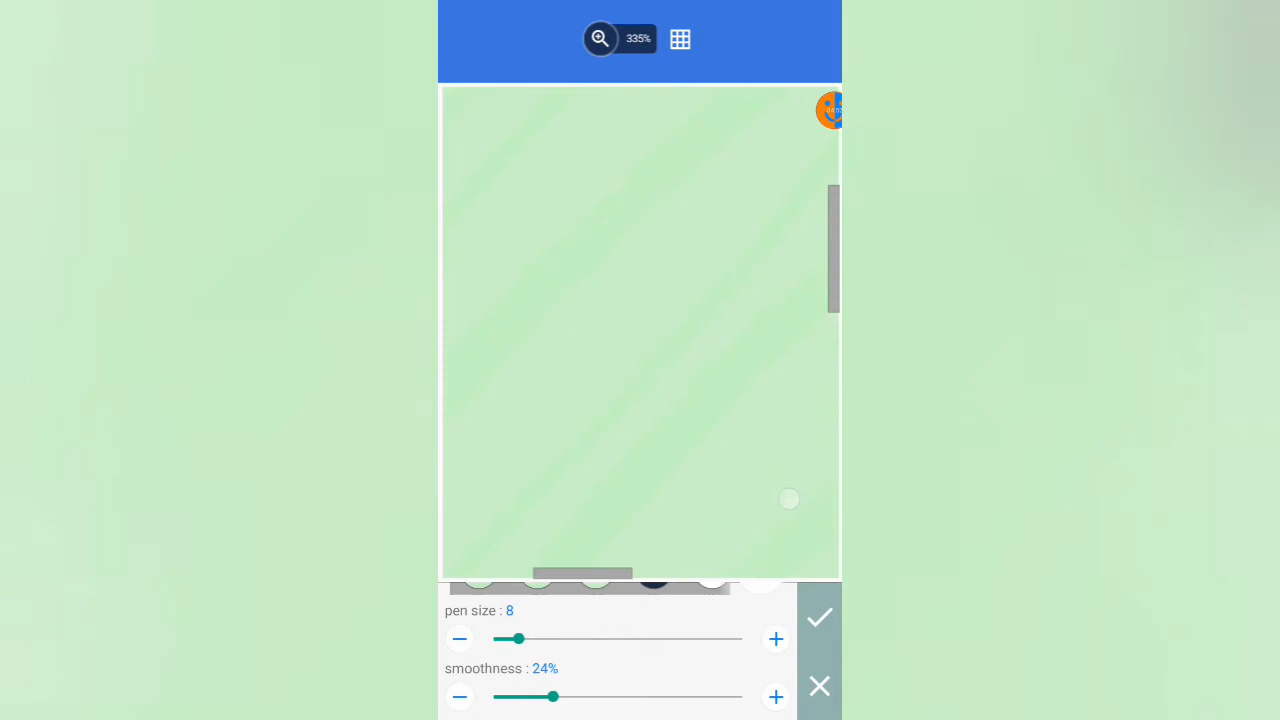 335%
pen size : 8
smoothness : 24%